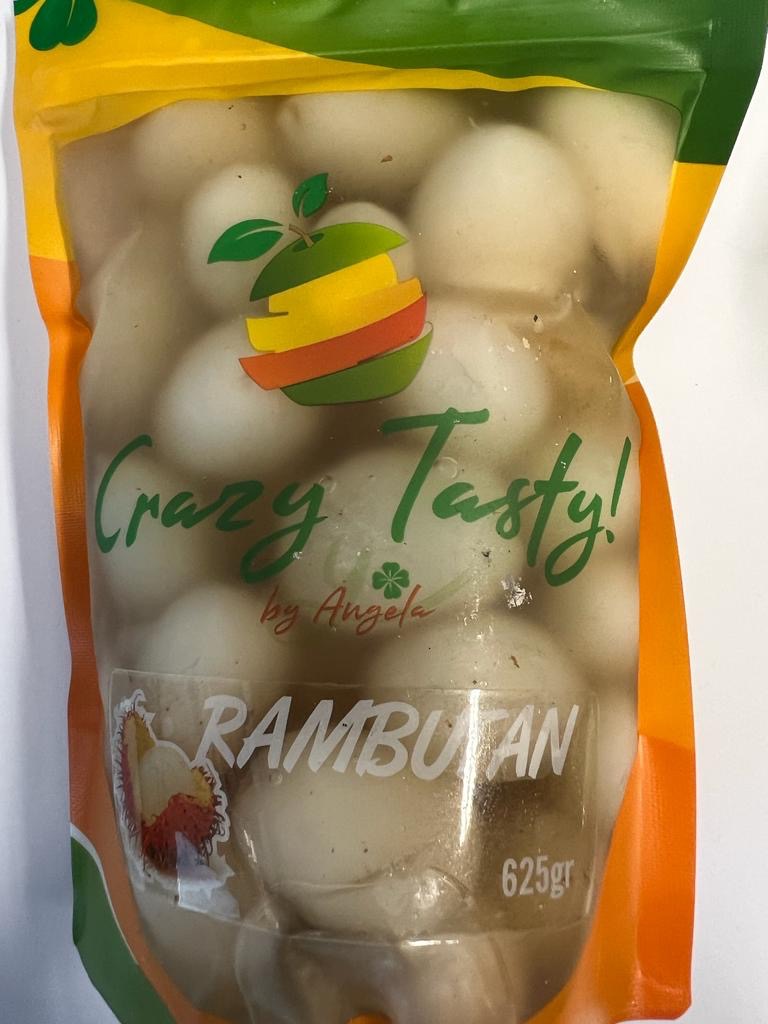 Crazy Tasty!
by Angela
RAMBUTAN
625gr